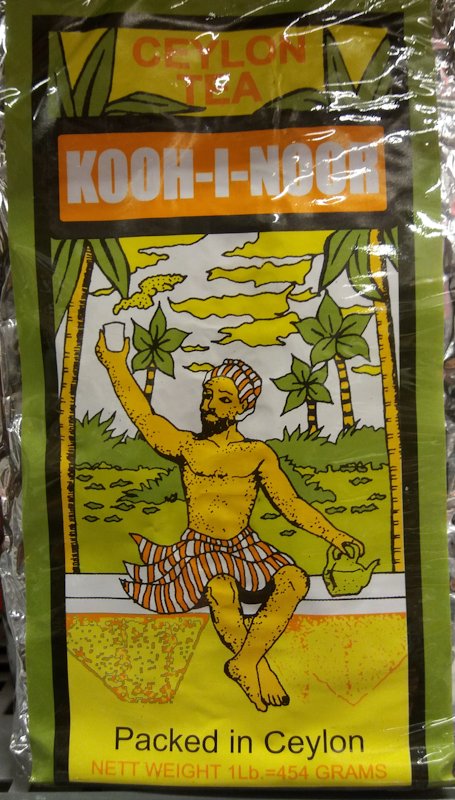 CEYLON
TEA
KOOH-I-NOOR
Packed in Ceylon
NETT WEIGHT 1Lb.=454 GRAMS